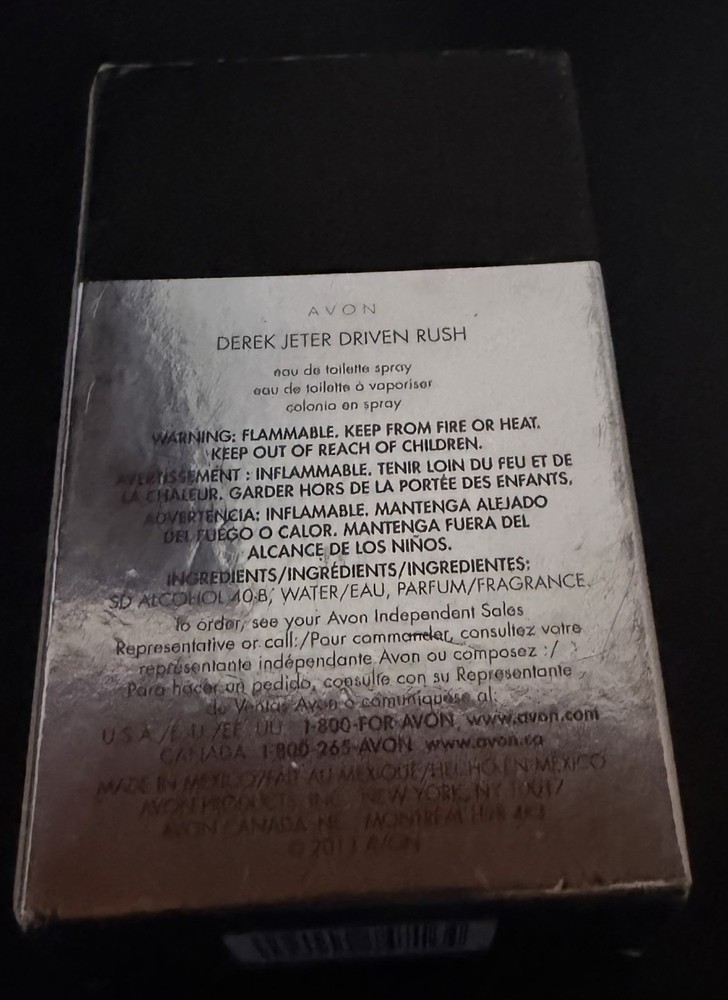 AVON
DEREK JETER DRIVEN RUSH
eau de toilette spray
eau de toilette à vaporiser
colonia en spray
WARNING: FLAMMABLE. KEEP FROM FIRE OR HEAT.
KEEP OUT OF REACH OF CHILDREN.
AVERTISSEMENT : INFLAMMABLE. TENIR LOIN DU FEU ET DE
LA CHALEUR. GARDER HORS DE LA PORTÉE DES ENFANTS.
ADVERTENCIA: INFLAMABLE. MANTENGA ALEJADO
DEL FUEGO O CALOR. MANTENGA FUERA DEL
ALCANCE DE LOS NIÑOS.
INGREDIENTS/INGRÉDIENTS/INGREDIENTES:
SD ALCOHOL 40-B, WATER/EAU, PARFUM/FRAGRANCE.
To order, see your Avon Independent Sales
Representative or call:/Pour commander, consultez votre
représentante indépendante Avon ou composez :/
Para hacer un pedido, consulte con su Representante
de Ventas Avon o comuníquese al:
U.S.A./É.-U./EE. UU. 1-800-FOR-AVON www.avon.com
CANADA 1-800-265-AVON www.avon.ca
MADE IN MEXICO/FAIT AU MEXIQUE/HECHO EN MÉXICO
AVON PRODUCTS, INC. NEW YORK, NY 10017
AVON CANADA INC. MONTREAL
© 2013 AVON